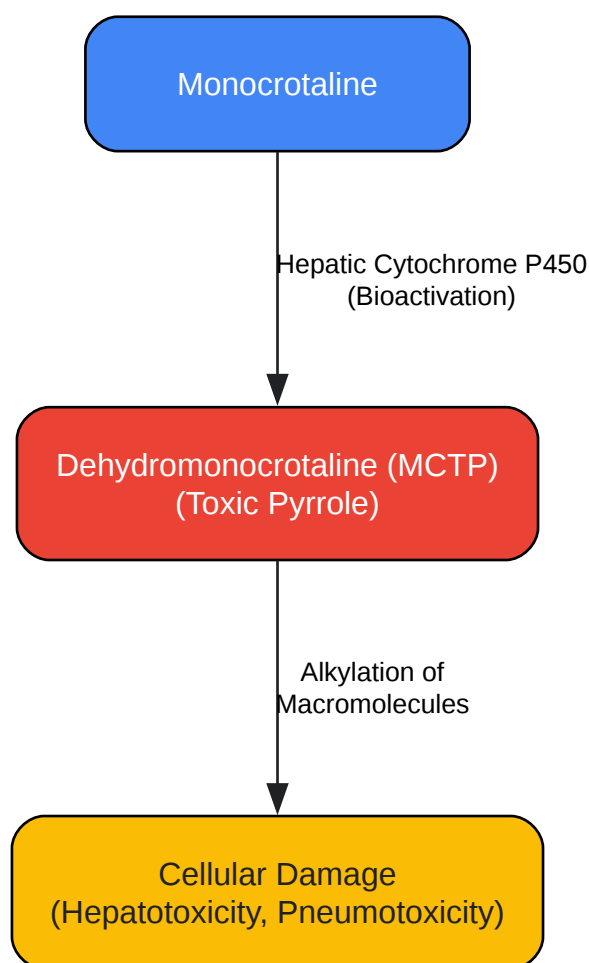 Monocrotaline
Hepatic Cytochrome P450
(Bioactivation)
Dehydromonocrotaline (MCTP)
(Toxic Pyrrole)
Alkylation of
Macromolecules
Cellular Damage
(Hepatotoxicity, Pneumotoxicity)